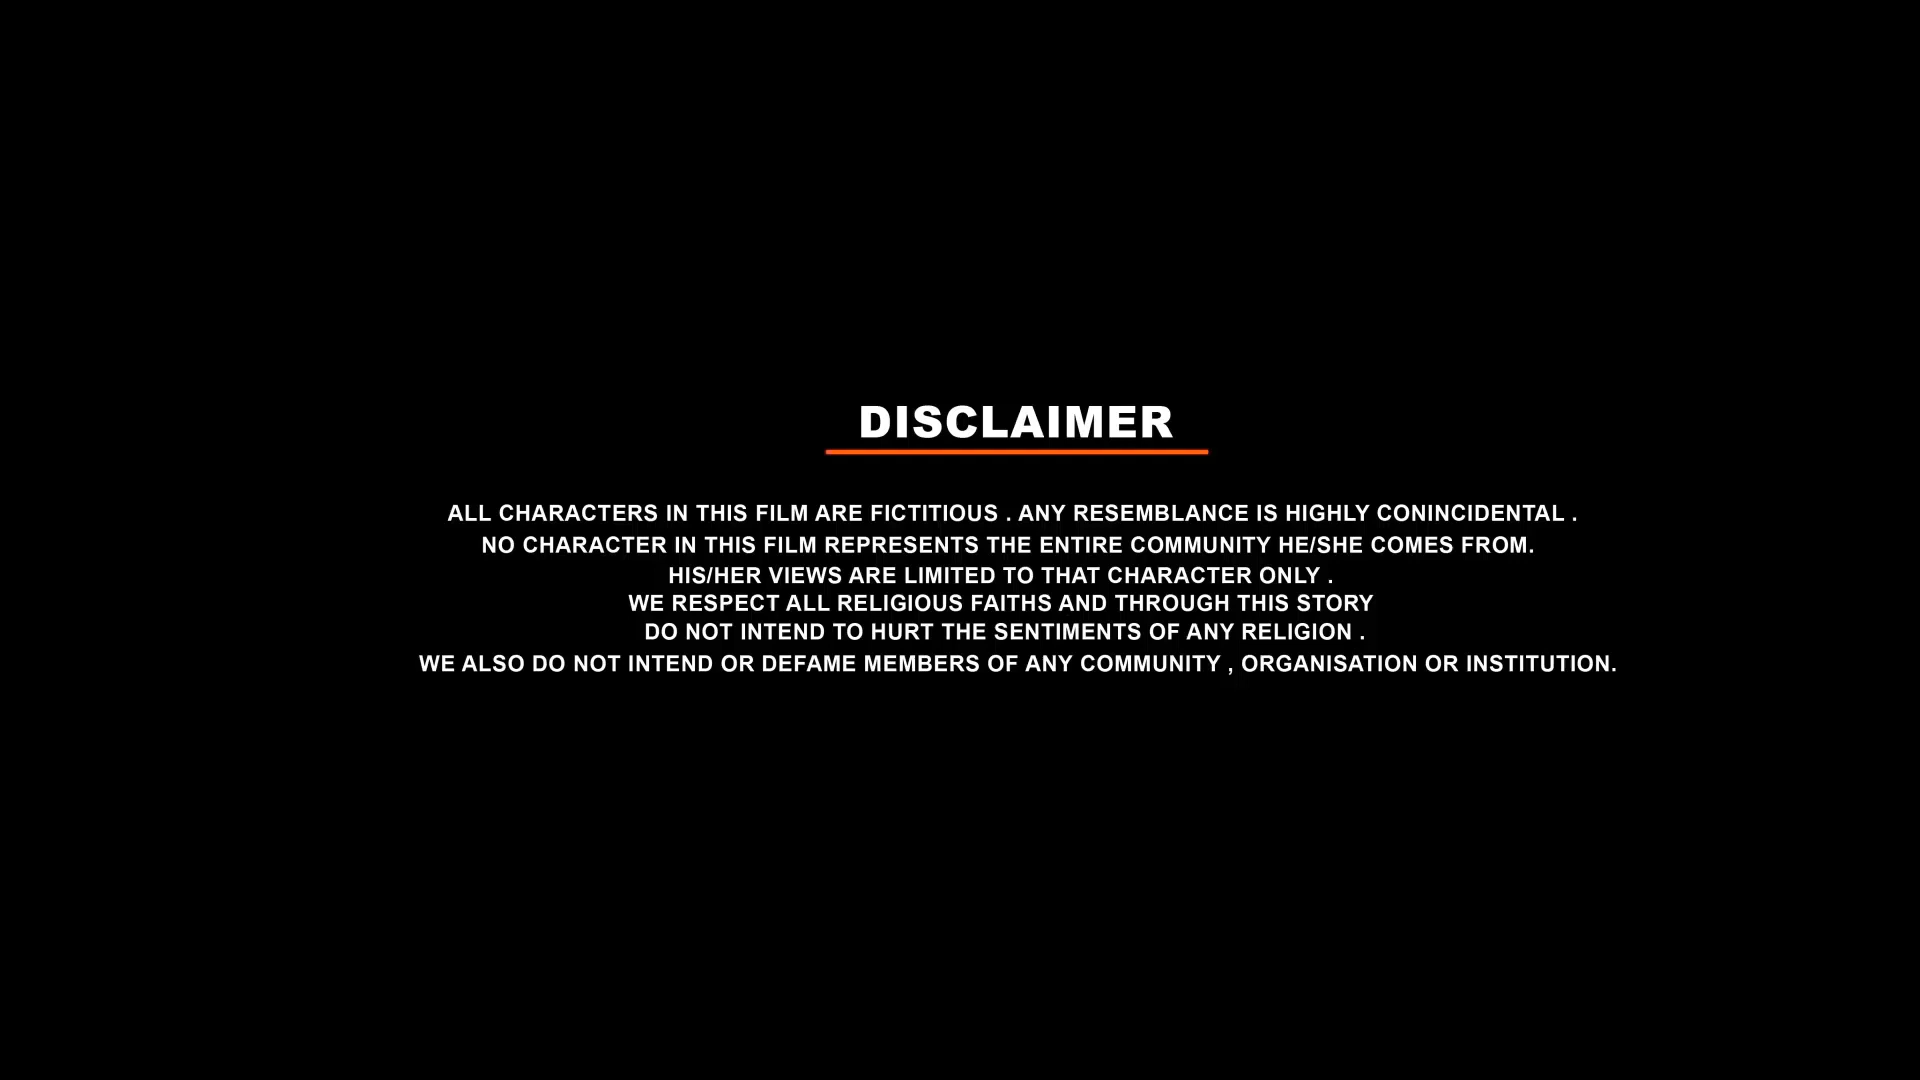 DISCLAIMER
ALL CHARACTERS IN THIS FILM ARE FICTITIOUS . ANY RESEMBLANCE IS HIGHLY CONINCIDENTAL .
NO CHARACTER IN THIS FILM REPRESENTS THE ENTIRE COMMUNITY HE/SHE COMES FROM.
HIS/HER VIEWS ARE LIMITED TO THAT CHARACTER ONLY .
WE RESPECT ALL RELIGIOUS FAITHS AND THROUGH THIS STORY
DO NOT INTEND TO HURT THE SENTIMENTS OF ANY RELIGION .
WE ALSO DO NOT INTEND OR DEFAME MEMBERS OF ANY COMMUNITY , ORGANISATION OR INSTITUTION.